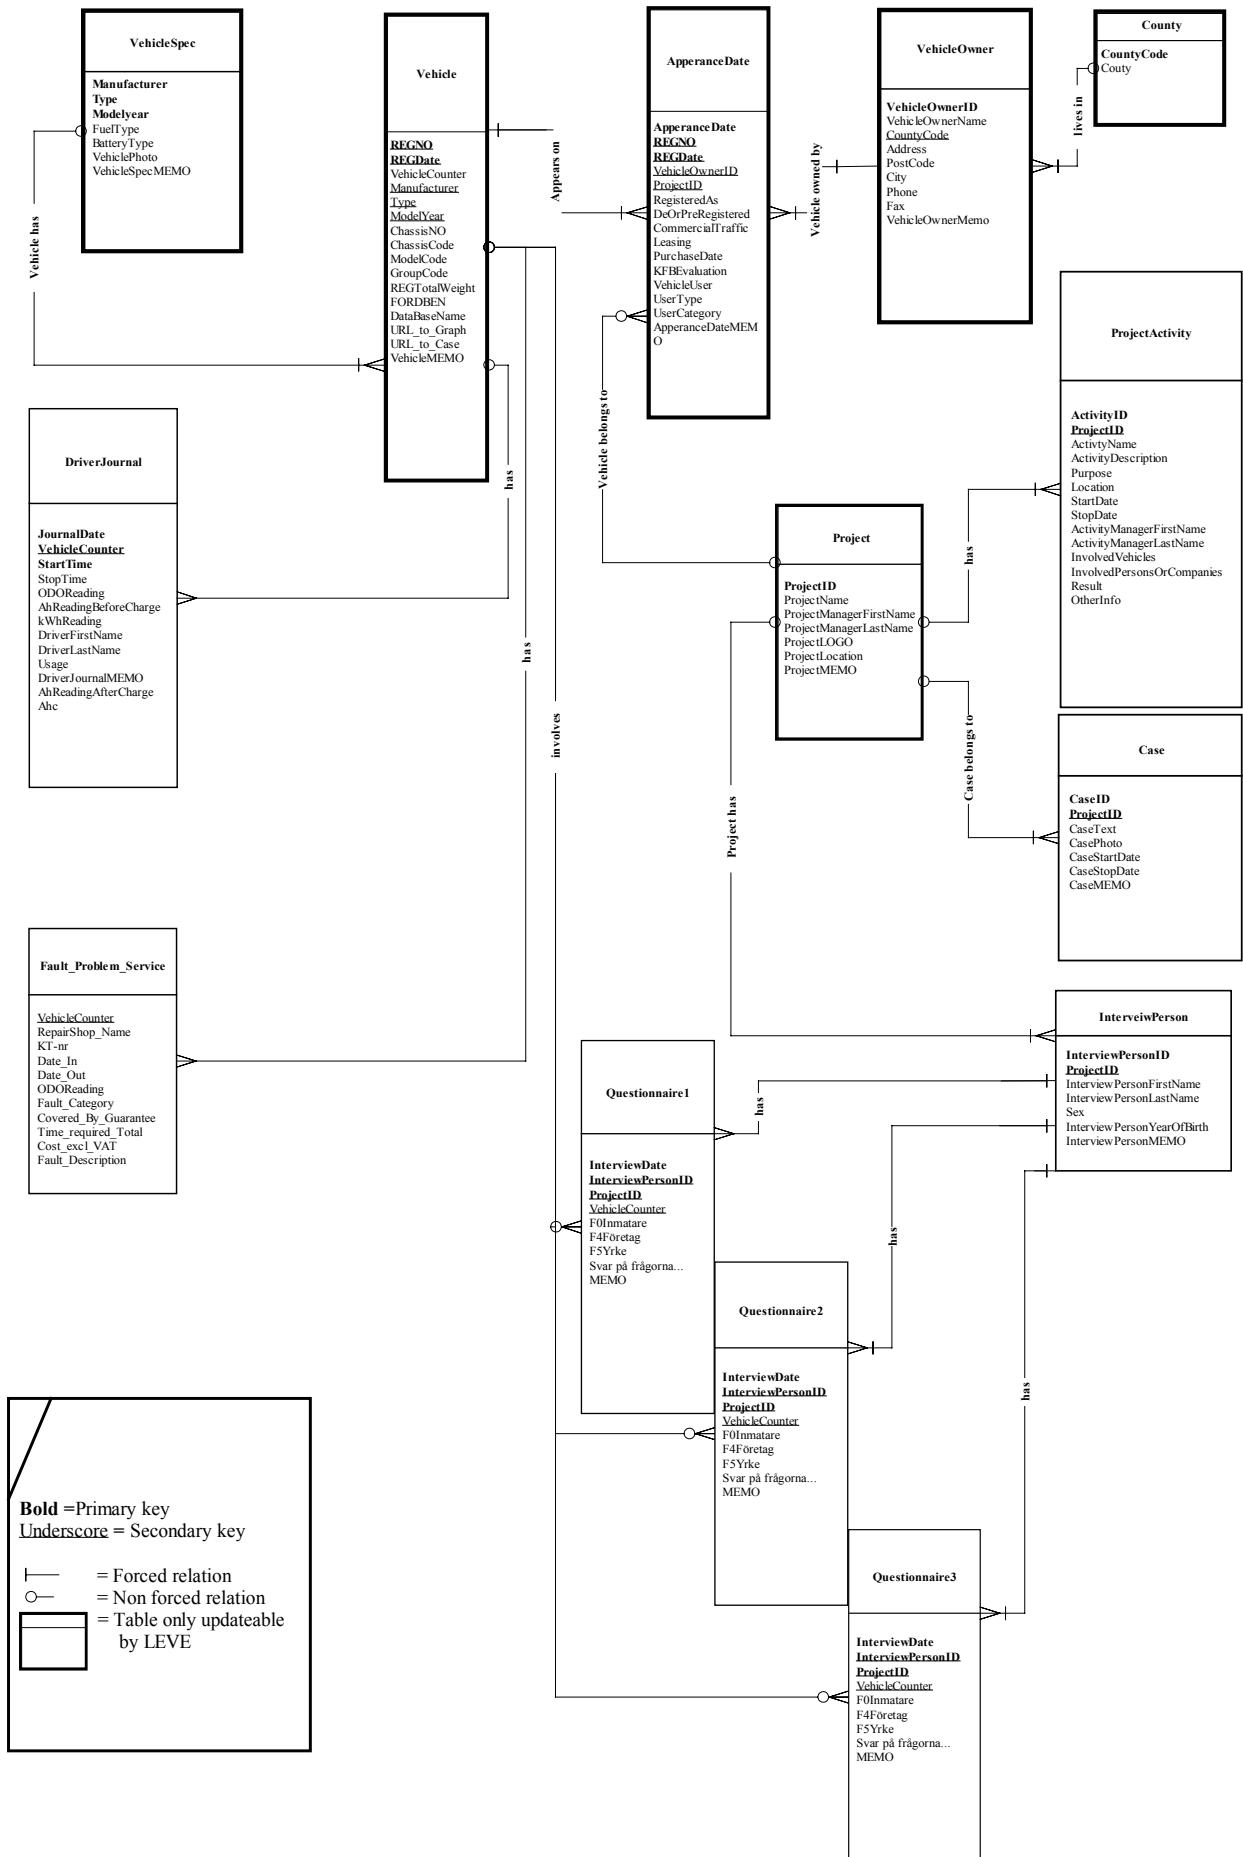 VehicleSpec
Manufacturer
Type
Modelyear
FuelType
BatteryType
VehiclePhoto
VehicleSpecMEMO
Vehicle has
Vehicle
REGNO
REGDate
VehicleCounter
Manufacturer
Type
ModelYear
ChassisNO
ChassisCode
ModelCode
GroupCode
REGTotalWeight
FORDBEN
DataBaseName
URL_to_Graph
URL_to_Case
VehicleMEMO
Appears on
ApperanceDate
ApperanceDate
REGNO
REGDate
VehicleOwnerID
ProjectID
RegisteredAs
DeOrPreRegistered
CommercialTraffic
Leasing
PurchaseDate
KFBEvaluation
VehicleUser
UserType
UserCategory
ApperanceDateMEM
O
Vehicle owned by
VehicleOwner
VehicleOwnerID
VehicleOwnerName
CountyCode
Address
PostCode
City
Phone
Fax
VehicleOwnerMemo
lives in
County
CountyCode
Couty
ProjectActivity
ActivityID
ProjectID
ActivtyName
ActivityDescription
Purpose
Location
StartDate
StopDate
ActivityManagerFirstName
ActivityManagerLastName
InvolvedVehicles
InvolvedPersonsOrCompanies
Result
OtherInfo
DriverJournal
JournalDate
VehicleCounter
StartTime
StopTime
ODOReading
AhReadingBeforeCharge
kWhReading
DriverFirstName
DriverLastName
Usage
DriverJournalMEMO
AhReadingAfterCharge
Ahc
has
has
involves
Vehicle belongs to
Project
ProjectID
ProjectName
ProjectManagerFirstName
ProjectManagerLastName
ProjectLOGO
ProjectLocation
ProjectMEMO
has
Case belongs to
Project has
Case
CaseID
ProjectID
CaseText
CasePhoto
CaseStartDate
CaseStopDate
CaseMEMO
Fault_Problem_Service
VehicleCounter
RepairShop_Name
KT-nr
Date_In
Date_Out
ODOReading
Fault_Category
Covered_By_Guarantee
Time_required_Total
Cost_excl_VAT
Fault_Description
InterveiwPerson
InterviewPersonID
ProjectID
InterviewPersonFirstName
InterviewPersonLastName
Sex
InterviewPersonYearOfBirth
InterviewPersonMEMO
Questionnaire1
InterviewDate
InterviewPersonID
ProjectID
VehicleCounter
F0Inmatare
F4Företag
F5Yrke
Svar på frågorna...
MEMO
has
has
has
Questionnaire2
InterviewDate
InterviewPersonID
ProjectID
VehicleCounter
F0Inmatare
F4Företag
F5Yrke
Svar på frågorna...
MEMO
Questionnaire3
InterviewDate
InterviewPersonID
ProjectID
VehicleCounter
F0Inmatare
F4Företag
F5Yrke
Svar på frågorna...
MEMO
Bold =Primary key
Underscore = Secondary key
= Forced relation
= Non forced relation
= Table only updateable
by LEVE